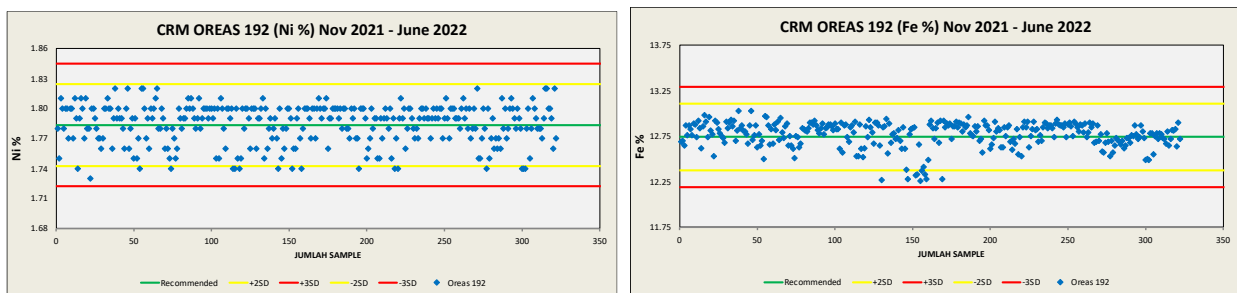 CRM OREAS 192 (Ni %) Nov 2021 - June 2022
1.86
1.83
1.80
1.77
1.74
1.71
1.68
Ni %
0 50 100 150 200 250 300 350
JUMLAH SAMPLE
Recommended +2SD +3SD -2SD -3SD Oreas 192
CRM OREAS 192 (Fe %) Nov 2021 - June 2022
13.75
13.25
12.75
12.25
11.75
Fe %
0 50 100 150 200 250 300 350
JUMLAH SAMPLE
Recommended +2SD +3SD -2SD -3SD Oreas 192